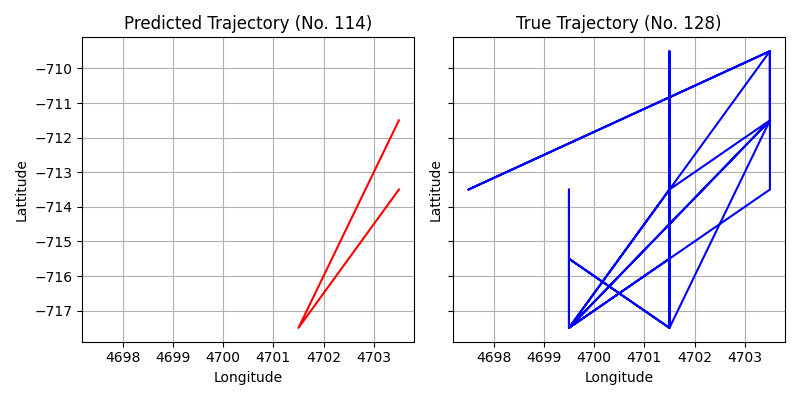 Predicted Trajectory (No. 114)
True Trajectory (No. 128)
−710
−711
−712
−713
−714
−715
−716
−717
Lattitude
Lattitude
4698 4699 4700 4701 4702 4703
4698 4699 4700 4701 4702 4703
Longitude
Longitude